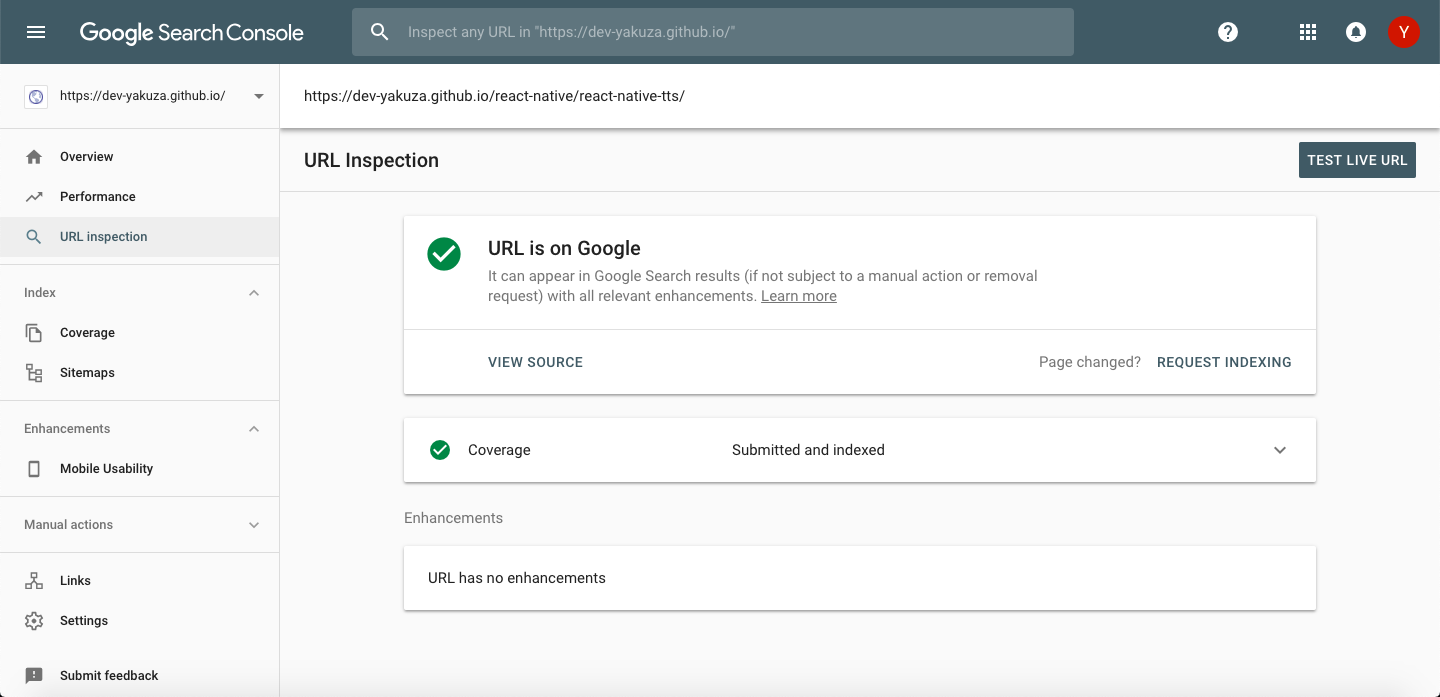 Google Search Console
Inspect any URL in "https://dev-yakuza.github.io/"
Y
https://dev-yakuza.github.io/
https://dev-yakuza.github.io/react-native/react-native-tts/
Overview
Performance
URL inspection
Index
Coverage
Sitemaps
Enhancements
Mobile Usability
Manual actions
Links
Settings
Submit feedback
URL Inspection
TEST LIVE URL
URL is on Google
It can appear in Google Search results (if not subject to a manual action or removal
request) with all relevant enhancements. Learn more
VIEW SOURCE
Page changed? REQUEST INDEXING
Coverage Submitted and indexed
Enhancements
URL has no enhancements